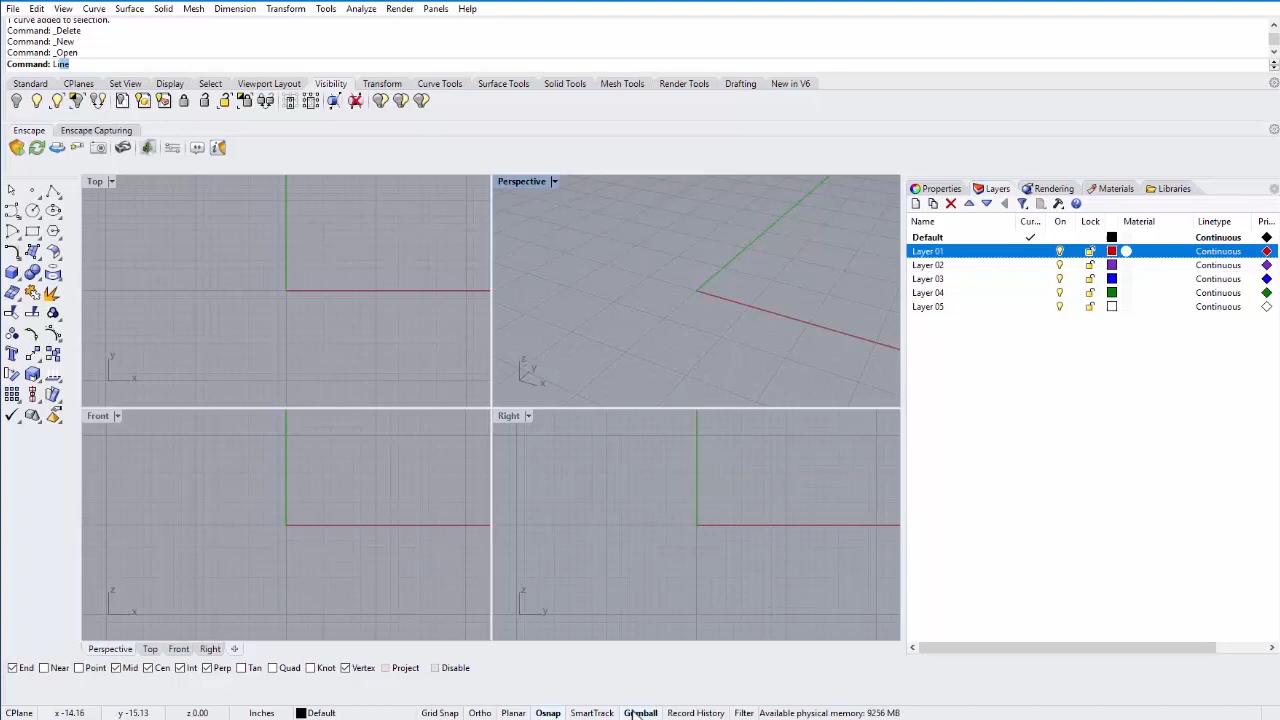 File Edit View Curve Surface Solid Mesh Dimension Transform Tools Analyze Render Panels Help
1 curve added to selection.
Command: _Delete
Command: _New
Command: _Open
Command: Line
Standard CPlanes Set View Display Select Viewport Layout Visibility Transform Curve Tools Surface Tools Solid Tools Mesh Tools Render Tools Drafting New in V6
Enscape Enscape Capturing
Top Perspective
Properties Layers Rendering Materials Libraries
Name Cur... On Lock Material Linetype Pri...
Default Continuous
Layer 01 Continuous
Layer 02 Continuous
Layer 03 Continuous
Layer 04 Continuous
Layer 05 Continuous
y x z y x
Front Right
z x z y
Perspective Top Front Right
End Near Point Mid Cen Int Perp Tan Quad Knot Vertex Project Disable
CPlane x -14.16 y -15.13 z 0.00 Inches Default Grid Snap Ortho Planar Osnap SmartTrack Gumball Record History Filter Available physical memory: 9256 MB